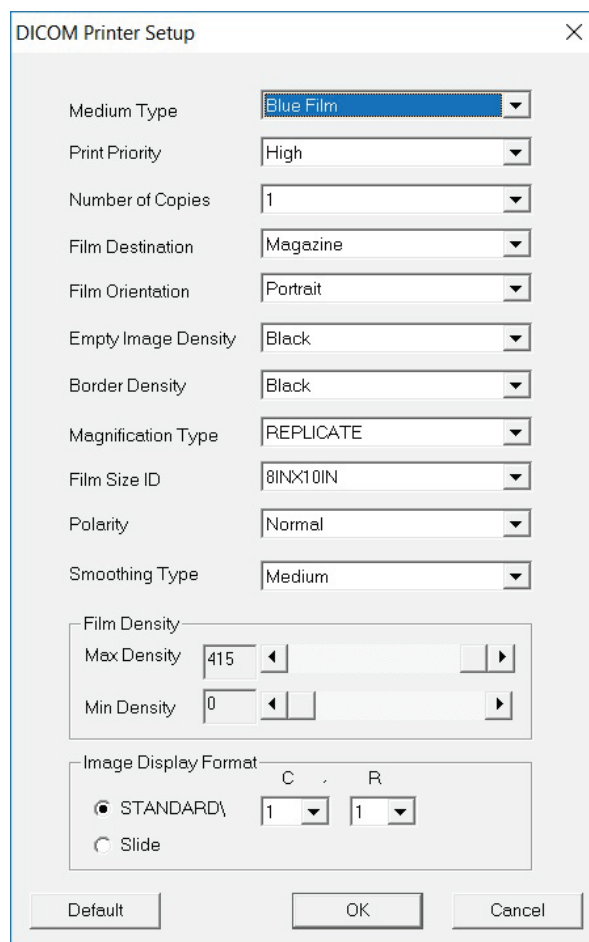 DICOM Printer Setup
Medium Type Blue Film
Print Priority High
Number of Copies 1
Film Destination Magazine
Film Orientation Portrait
Empty Image Density Black
Border Density Black
Magnification Type REPLICATE
Film Size ID 8INX10IN
Polarity Normal
Smoothing Type Medium
Film Density
Max Density 415
Min Density 0
Image Display Format
C , R
STANDARD\ 1 1
Slide
Default OK Cancel